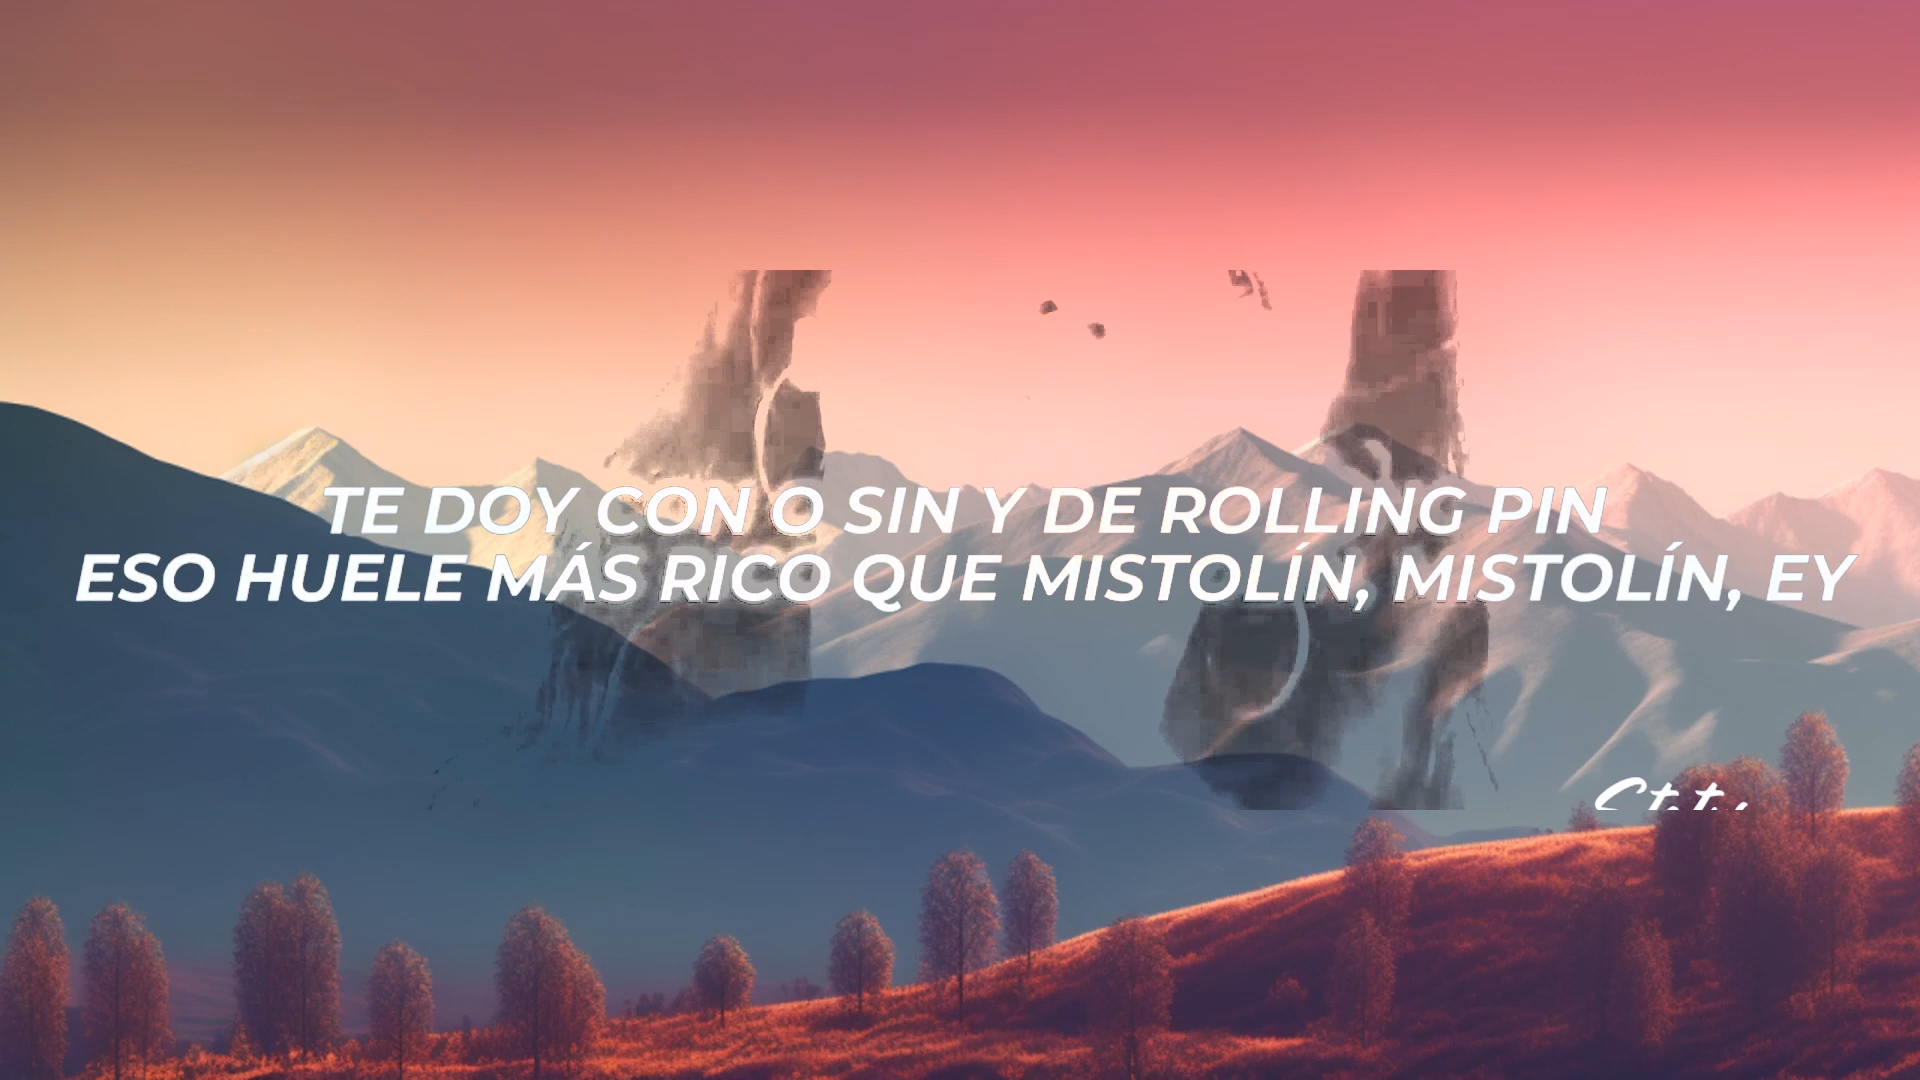 TE DOY CON O SIN Y DE ROLLING PIN
ESO HUELE MÁS RICO QUE MISTOLÍN, MISTOLÍN, EY